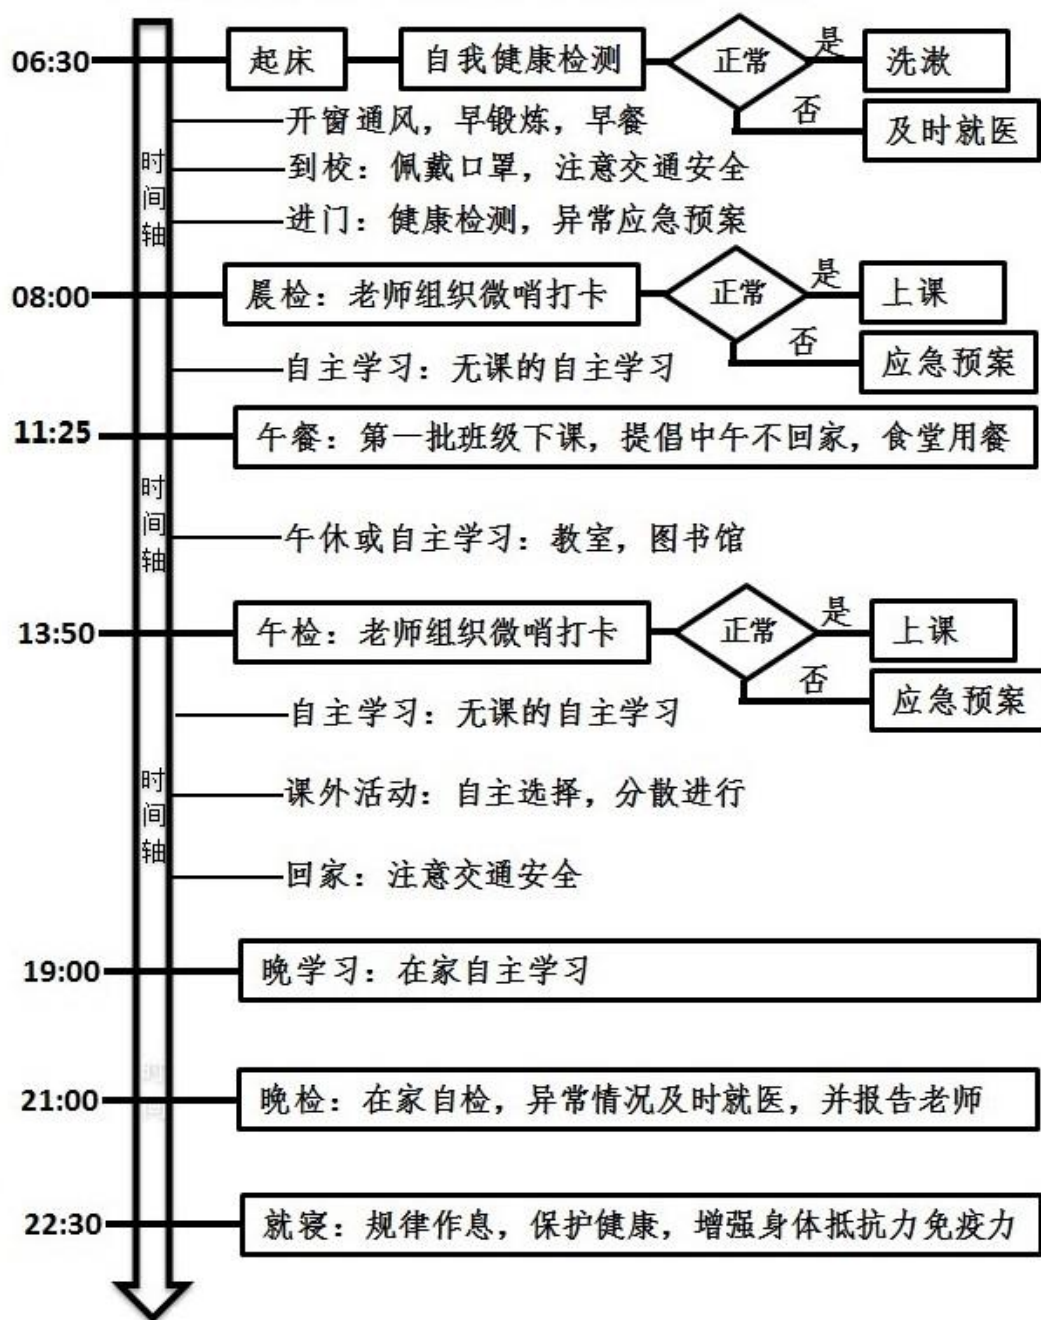 06:30 起床 自我健康检测 正常 是 洗漱
否 及时就医
开窗通风，早锻炼，早餐
到校：佩戴口罩，注意交通安全
进门：健康检测，异常应急预案
时间轴
08:00 晨检：老师组织微哨打卡 正常 是 上课
否 应急预案
自主学习：无课的自主学习
11:25 午餐：第一批班级下课，提倡中午不回家，食堂用餐
时间轴
午休或自主学习：教室，图书馆
13:50 午检：老师组织微哨打卡 正常 是 上课
否 应急预案
自主学习：无课的自主学习
时间轴
课外活动：自主选择，分散进行
回家：注意交通安全
19:00 晚学习：在家自主学习
21:00 晚检：在家自检，异常情况及时就医，并报告老师
22:30 就寝：规律作息，保护健康，增强身体抵抗力免疫力